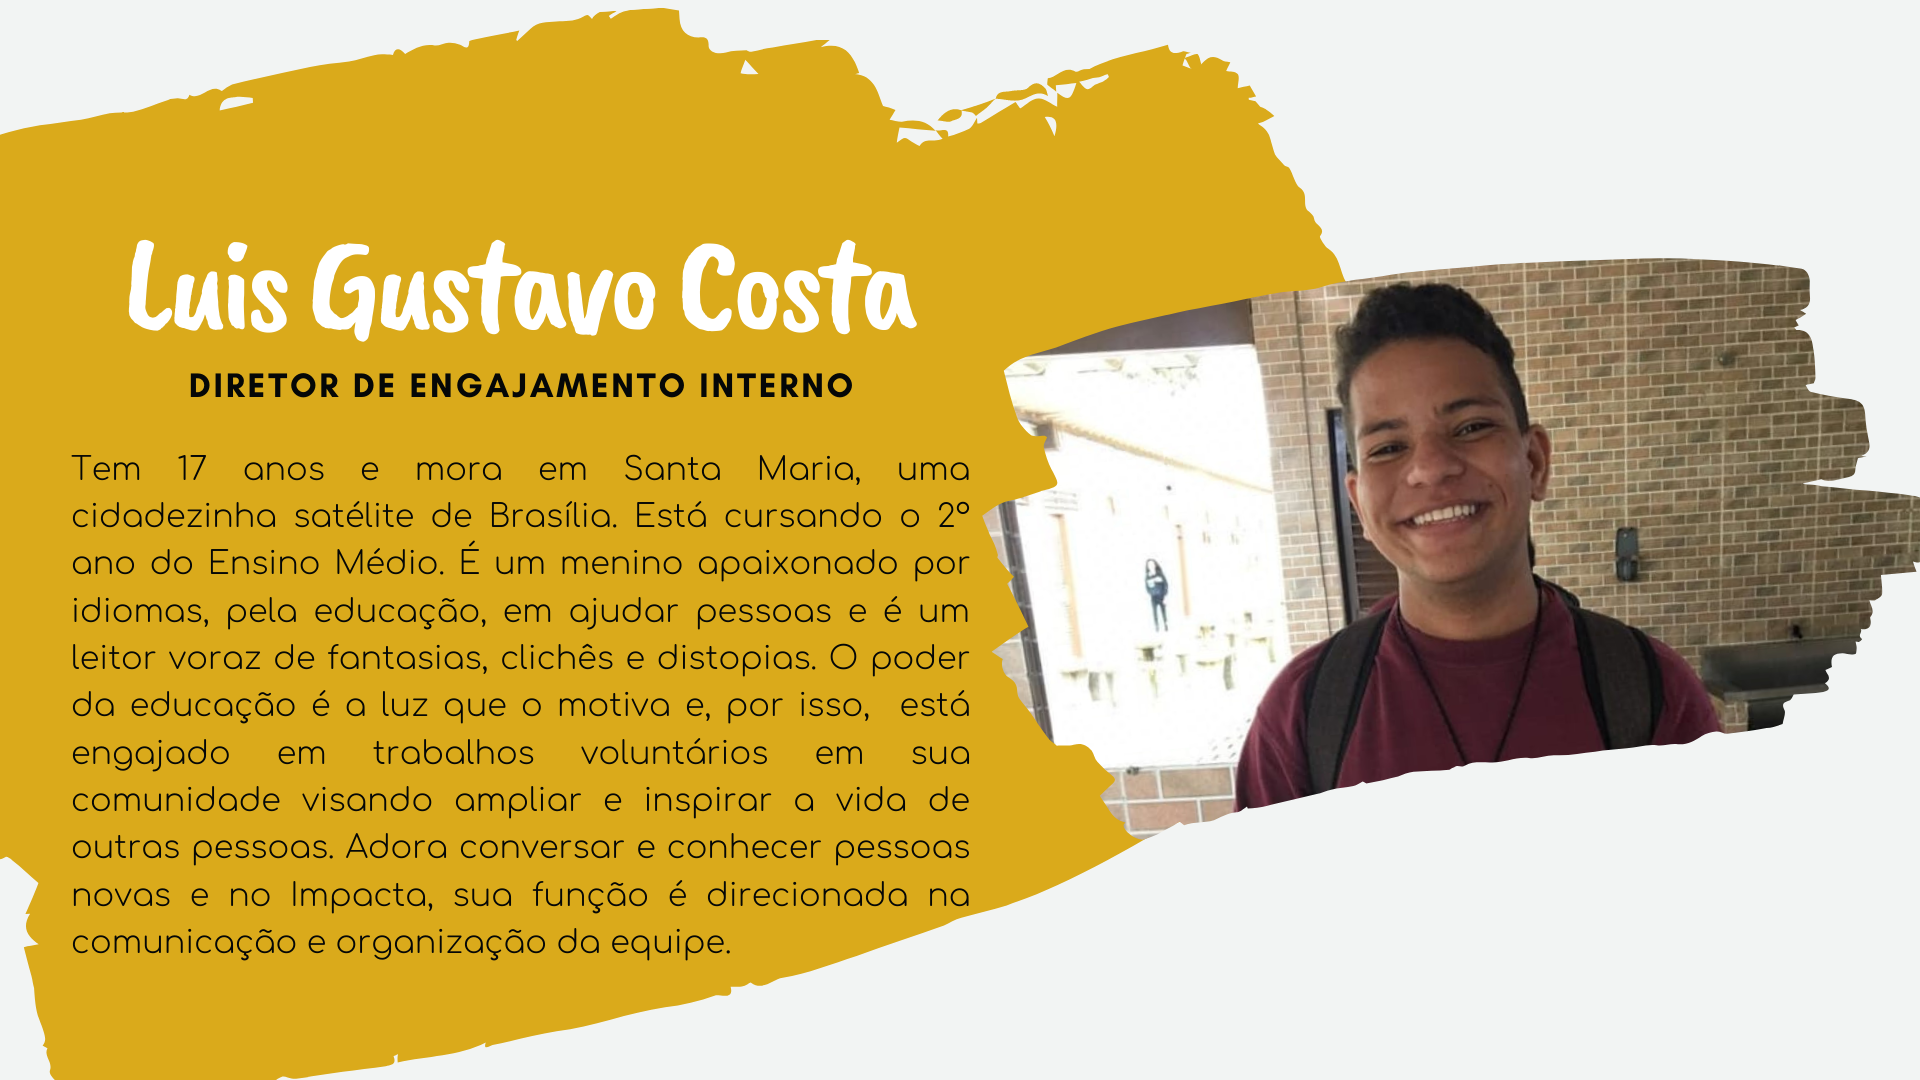 Luis Gustavo Costa
DIRETOR DE ENGAJAMENTO INTERNO
Tem 17 anos e mora em Santa Maria, uma
cidadezinha satélite de Brasília. Está cursando o 2°
ano do Ensino Médio. É um menino apaixonado por
idiomas, pela educação, em ajudar pessoas e é um
leitor voraz de fantasias, clichês e distopias. O poder
da educação é a luz que o motiva e, por isso, está
engajado em trabalhos voluntários em sua
comunidade visando ampliar e inspirar a vida de
outras pessoas. Adora conversar e conhecer pessoas
novas e no Impacta, sua função é direcionada na
comunicação e organização da equipe.